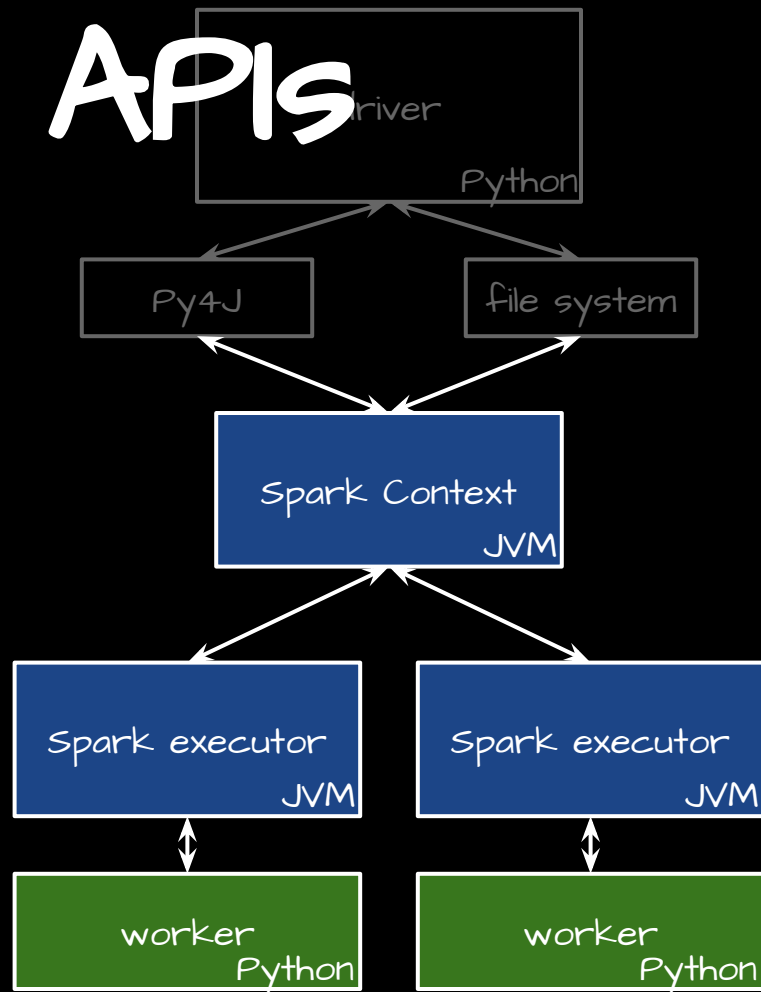 APIs
driver
Python
Py4J
file system
Spark Context
JVM
Spark executor
JVM
Spark executor
JVM
worker
Python
worker
Python